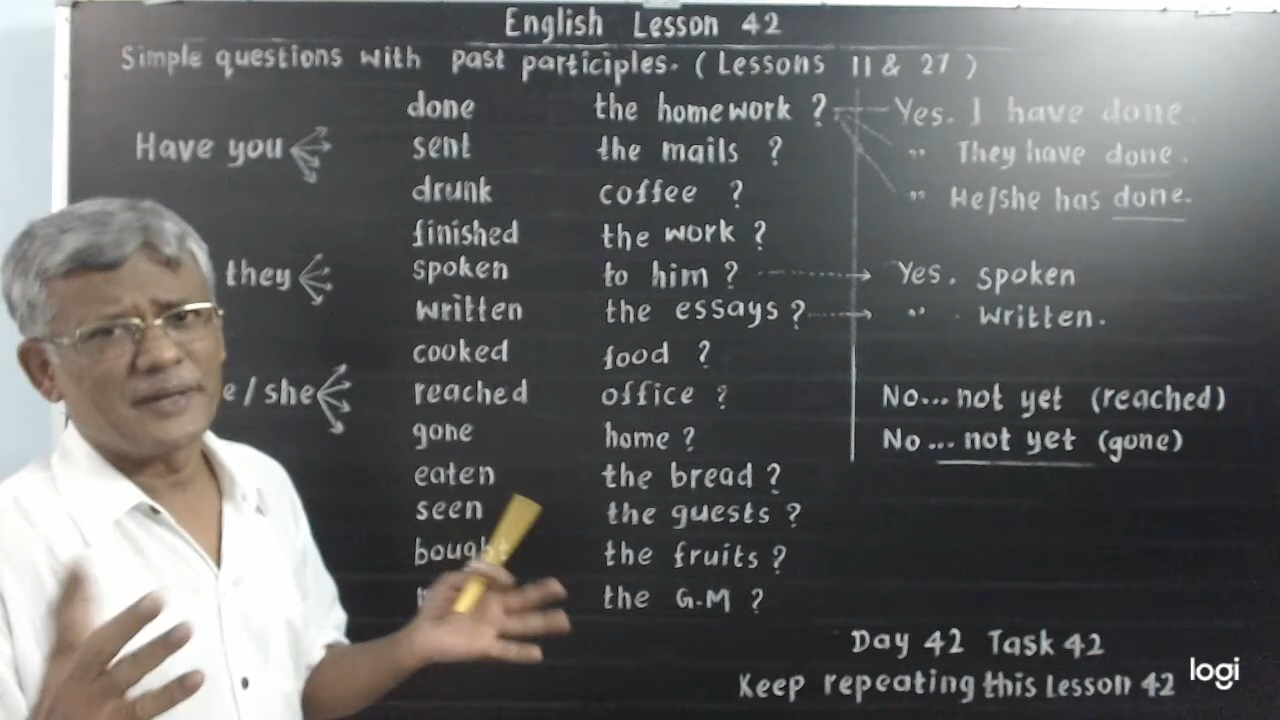 English Lesson 42
Simple questions with past participles. (Lessons 11 & 27)
done the homework ? Yes. I have done.
Have you sent the mails ? " They have done.
drunk coffee ? " He/she has done.
finished the work ?
they spoken to him ? Yes. spoken
written the essays ? " . written.
cooked food ?
e/she reached office ? No... not yet (reached)
gone home ? No ... not yet (gone)
eaten the bread ?
seen the guests ?
bought the fruits ?
the G.M ?
Day 42 Task 42
Keep repeating this Lesson 42
logi